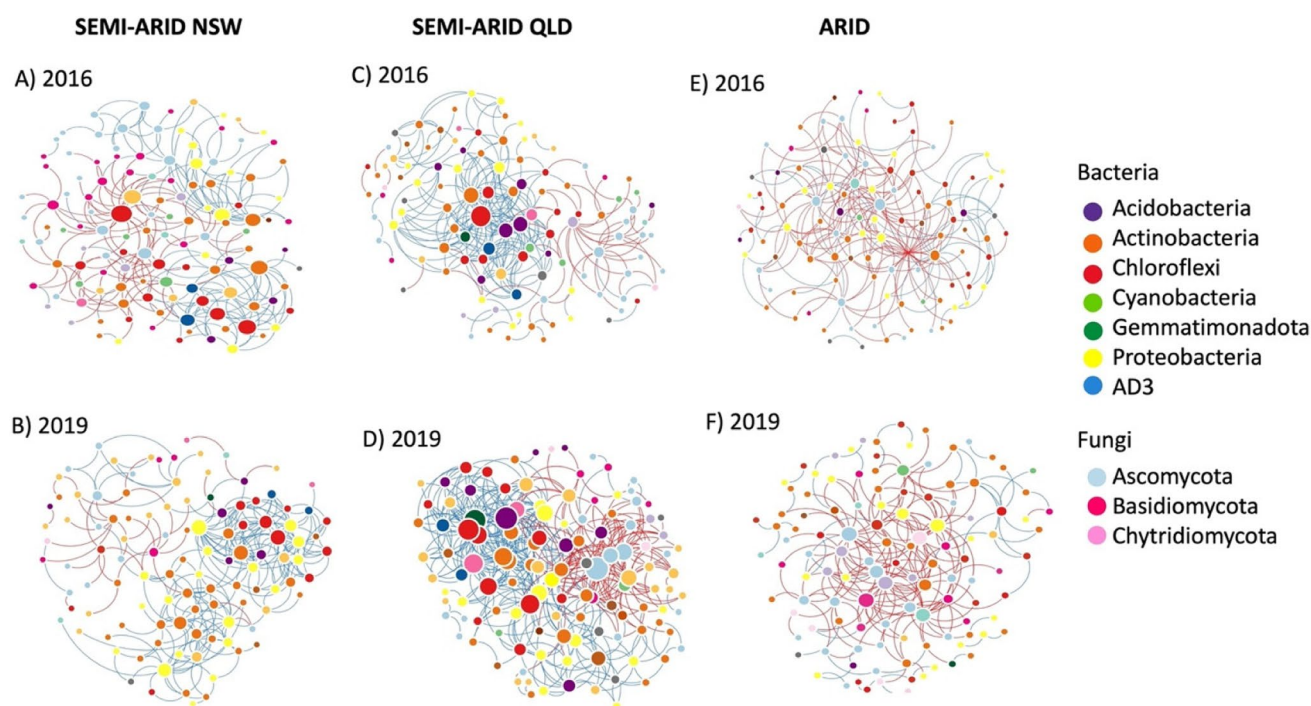 SEMI-ARID NSW
SEMI-ARID QLD
ARID
A) 2016
C) 2016
E) 2016
B) 2019
D) 2019
F) 2019
Bacteria
Acidobacteria
Actinobacteria
Chloroflexi
Cyanobacteria
Gemmatimonadota
Proteobacteria
AD3
Fungi
Ascomycota
Basidiomycota
Chytridiomycota